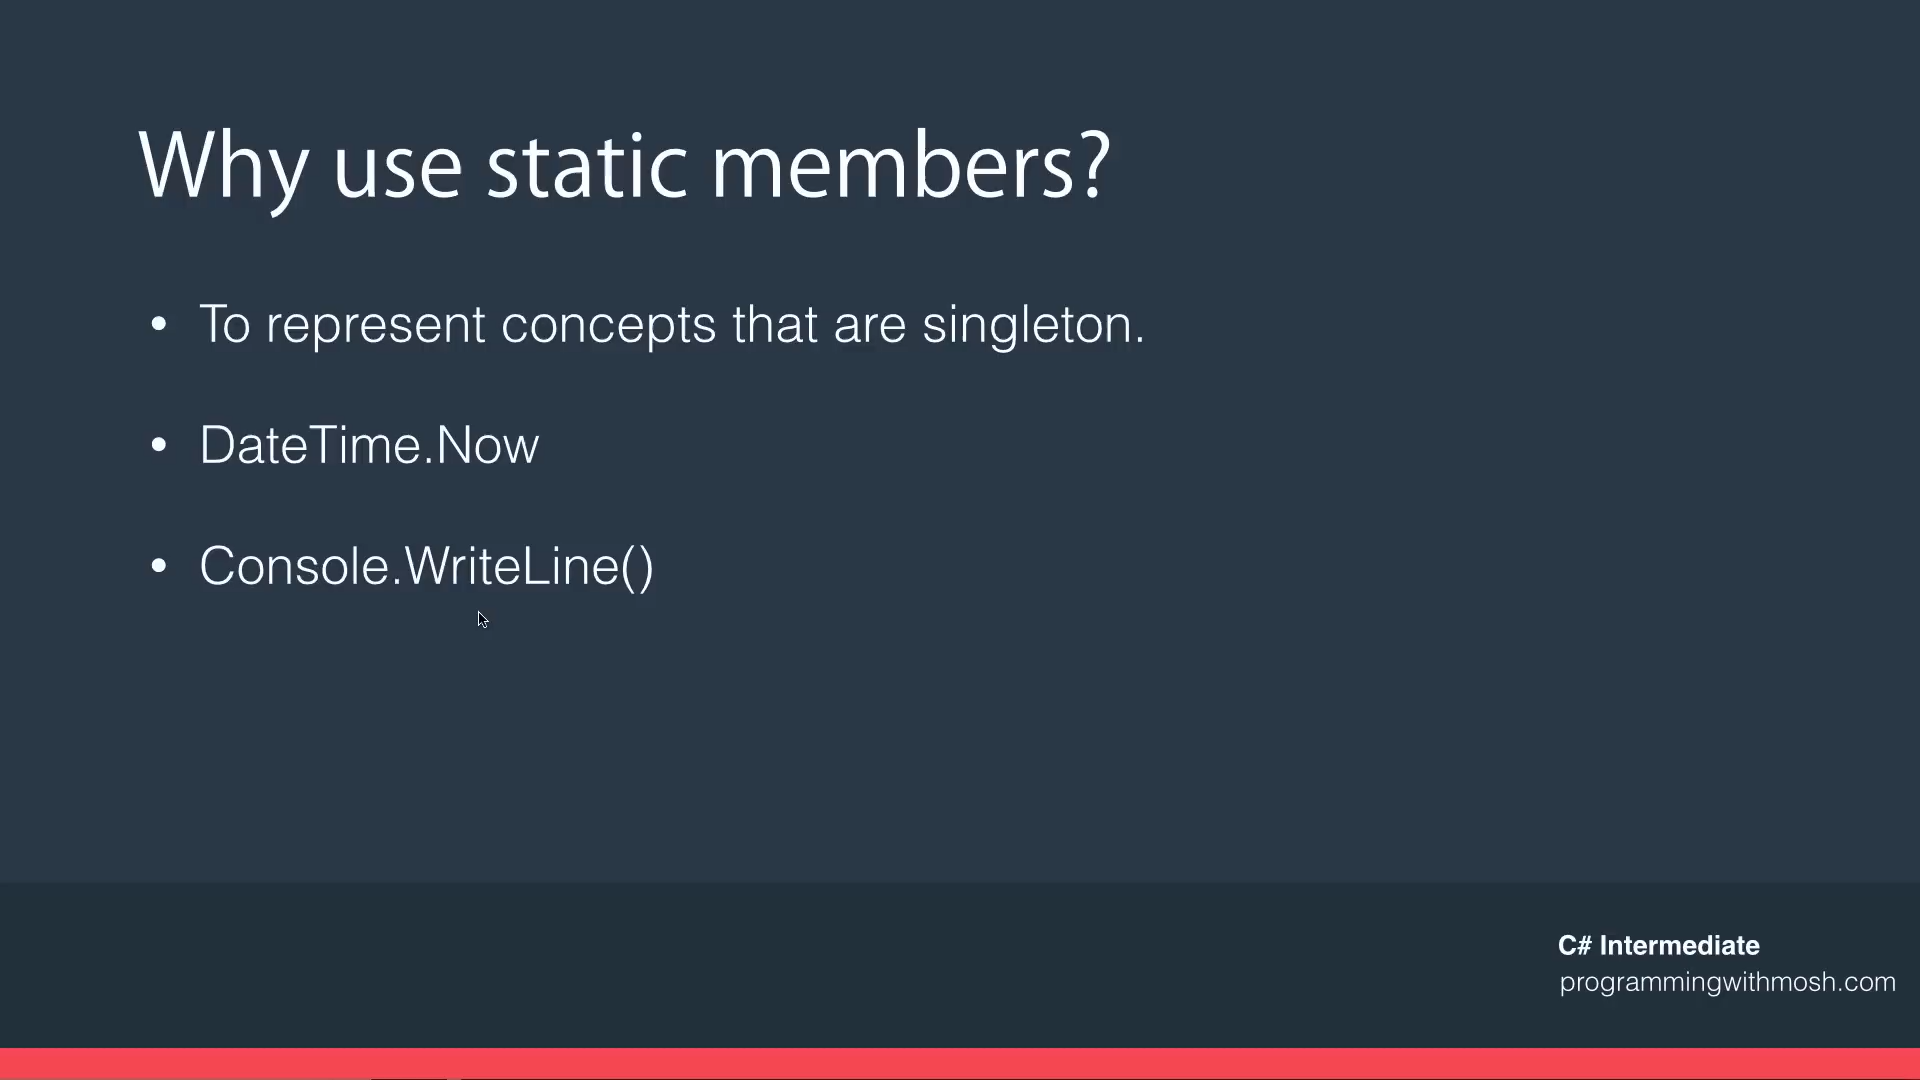 Why use static members?
• To represent concepts that are singleton.
• DateTime.Now
• Console.WriteLine()
C# Intermediate
programmingwithmosh.com